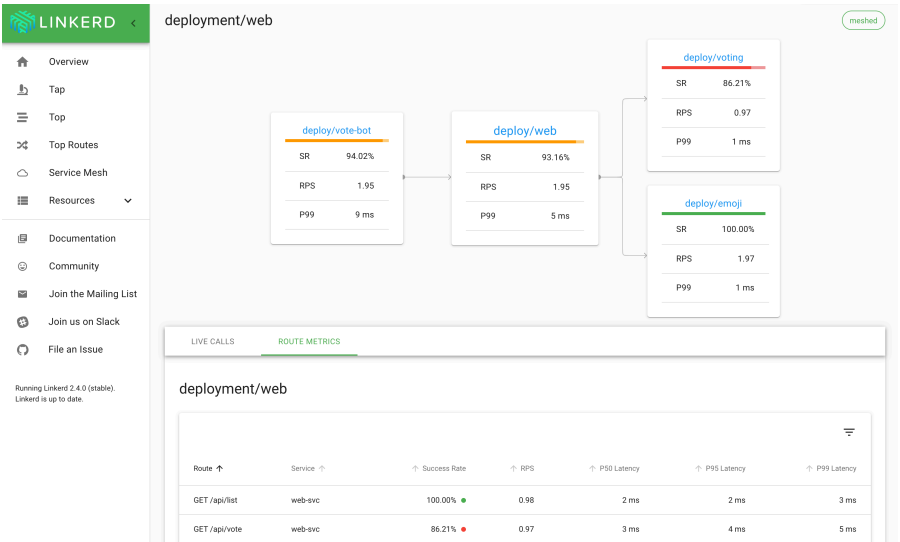 LINKERD
Overview
Tap
Top
Top Routes
Service Mesh
Resources
Documentation
Community
Join the Mailing List
Join us on Slack
File an Issue
Running Linkerd 2.4.0 (stable).
Linkerd is up to date.
deployment/web
meshed
deploy/vote-bot
SR 94.02%
RPS 1.95
P99 9 ms
deploy/web
SR 93.16%
RPS 1.95
P99 5 ms
deploy/voting
SR 86.21%
RPS 0.97
P99 1 ms
deploy/emoji
SR 100.00%
RPS 1.97
P99 1 ms
LIVE CALLS ROUTE METRICS
deployment/web
Route Service Success Rate RPS P50 Latency P95 Latency P99 Latency
GET /api/list web-svc 100.00% 0.98 2 ms 2 ms 3 ms
GET /api/vote web-svc 86.21% 0.97 3 ms 4 ms 5 ms